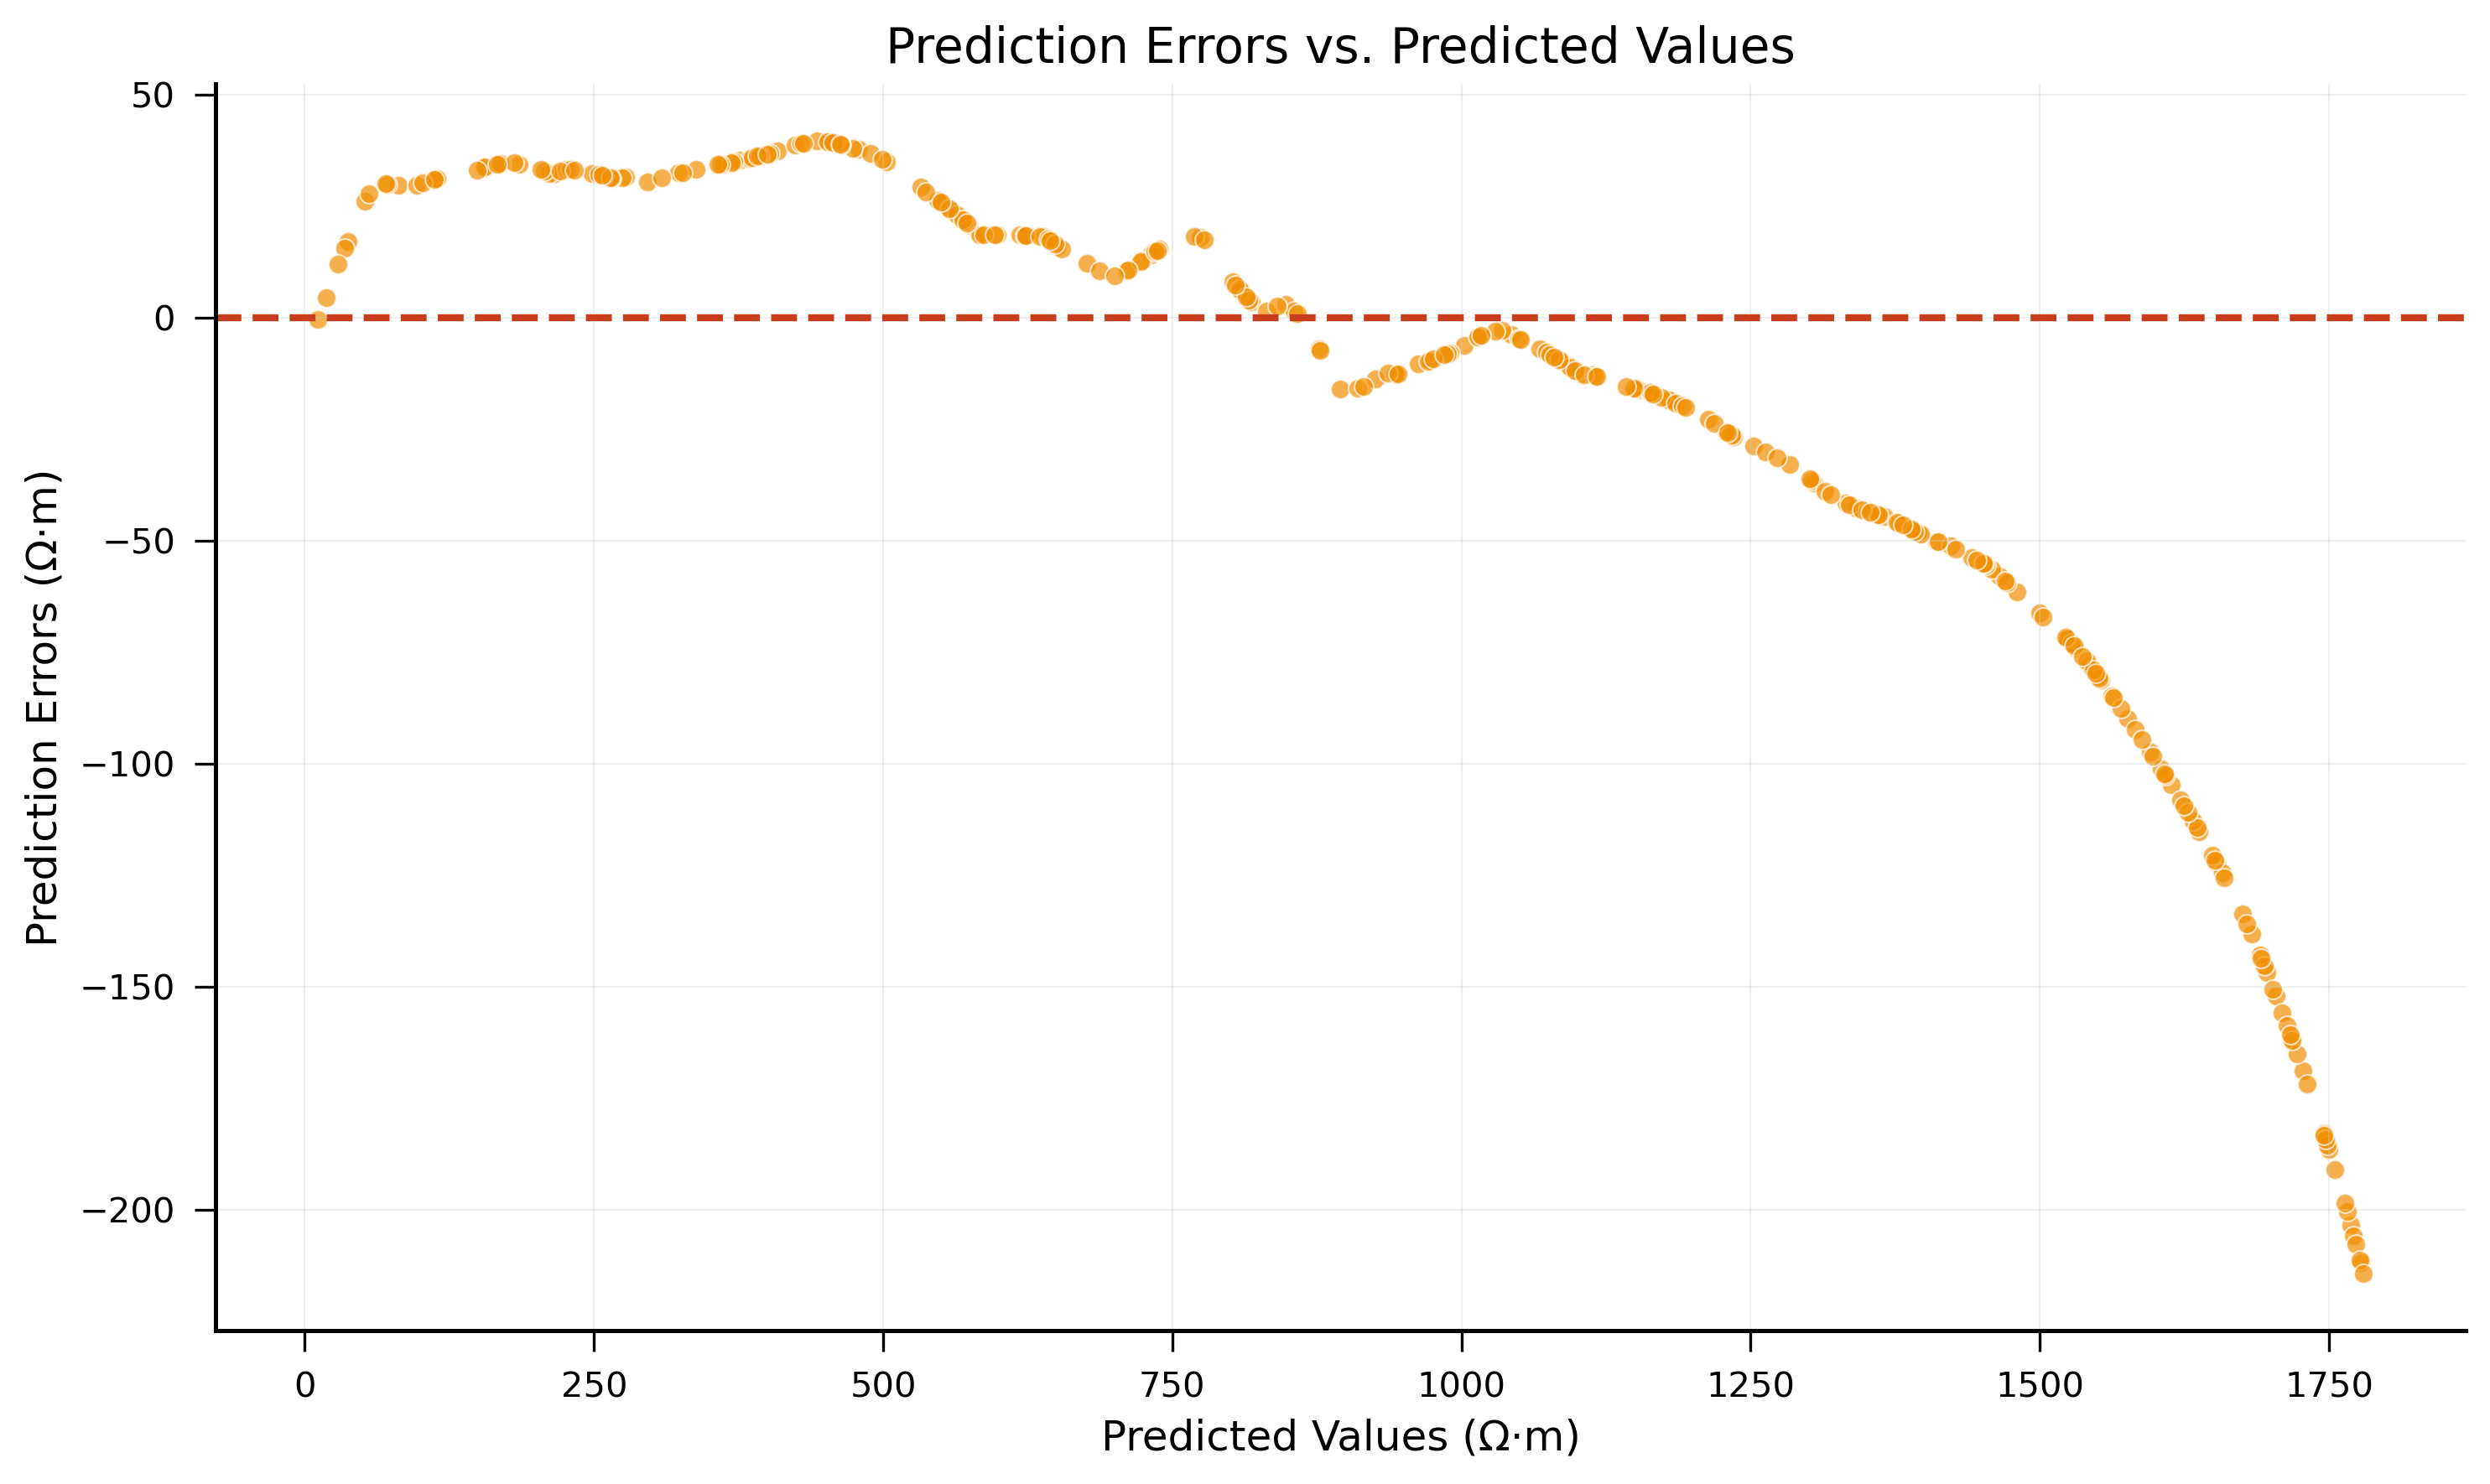 Prediction Errors vs. Predicted Values
50
0
−50
−100
−150
−200
Prediction Errors (Ω·m)
0 250 500 750 1000 1250 1500 1750
Predicted Values (Ω·m)